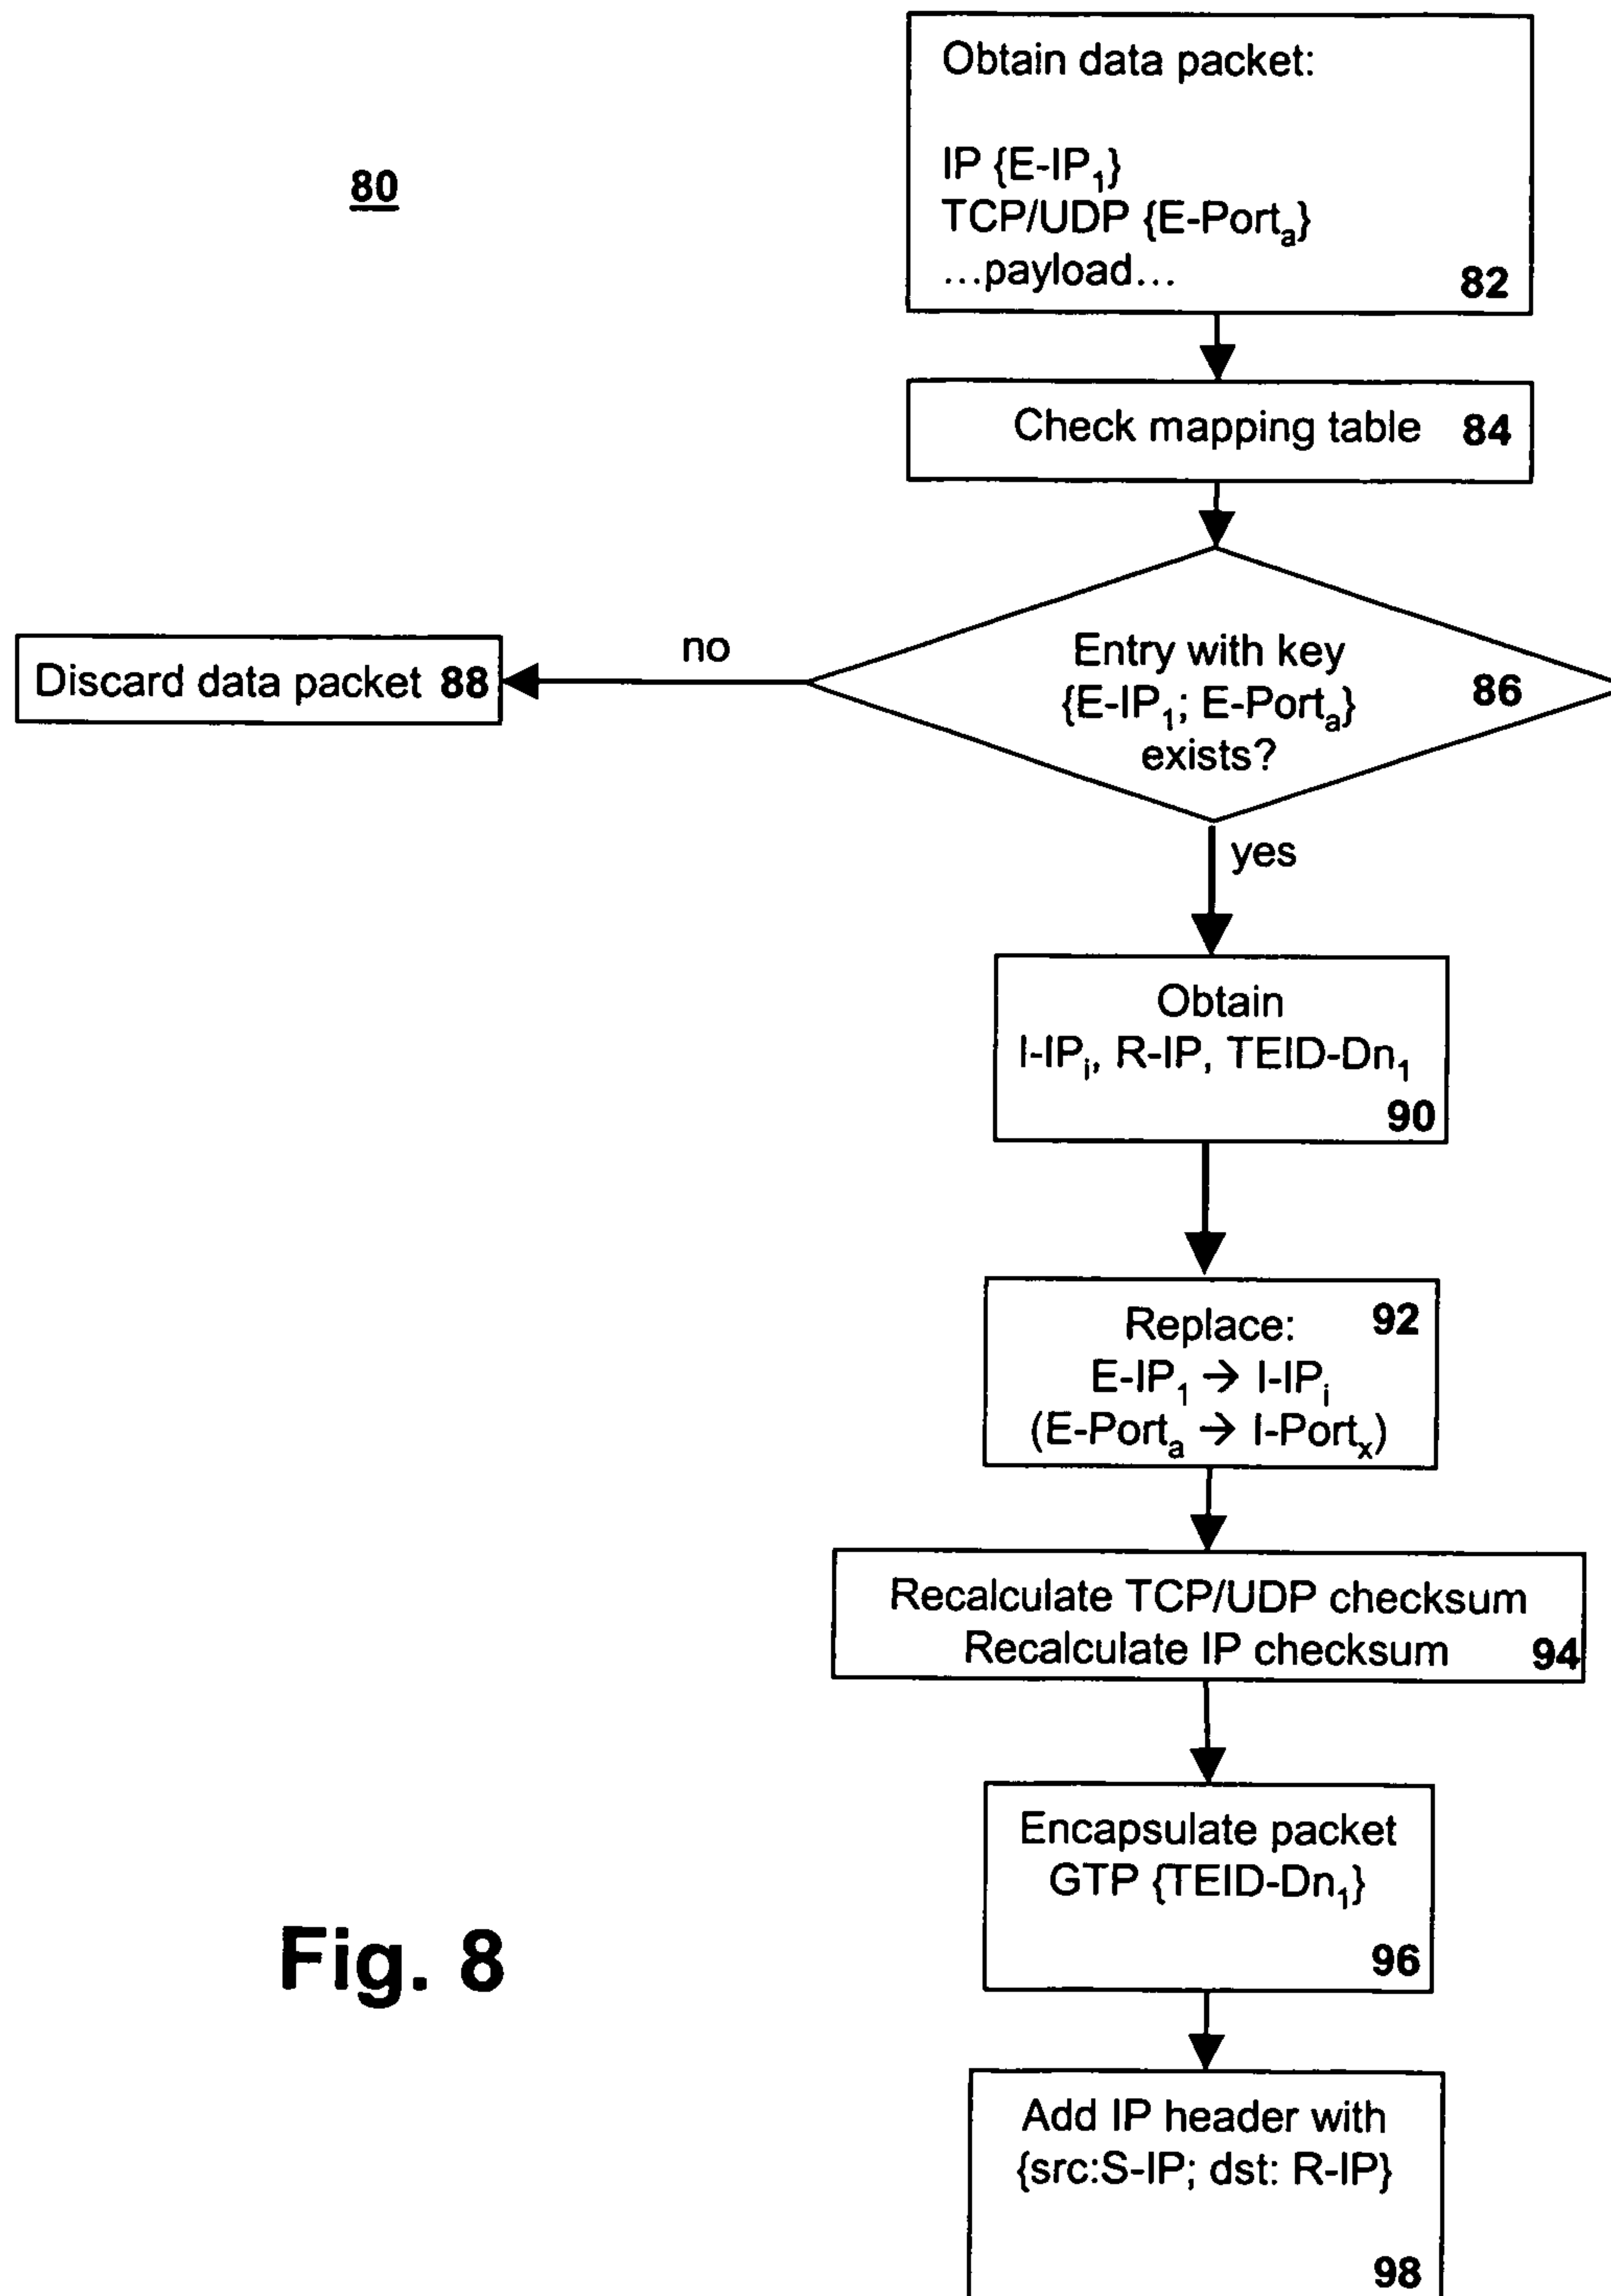 Obtain data packet:
80
IP {E-IP₁}
TCP/UDP {E-Portₐ}
...payload...
82
Check mapping table 84
Entry with key
{E-IP₁; E-Portₐ}
exists?
86
no
Discard data packet 88
yes
Obtain
I-IPᵢ, R-IP, TEID-Dn₁
90
Replace: 92
E-IP₁ → I-IPᵢ
(E-Portₐ → I-Portₓ)
Recalculate TCP/UDP checksum
Recalculate IP checksum 94
Encapsulate packet
GTP {TEID-Dn₁}
96
Fig. 8
Add IP header with
{src:S-IP; dst: R-IP}
98